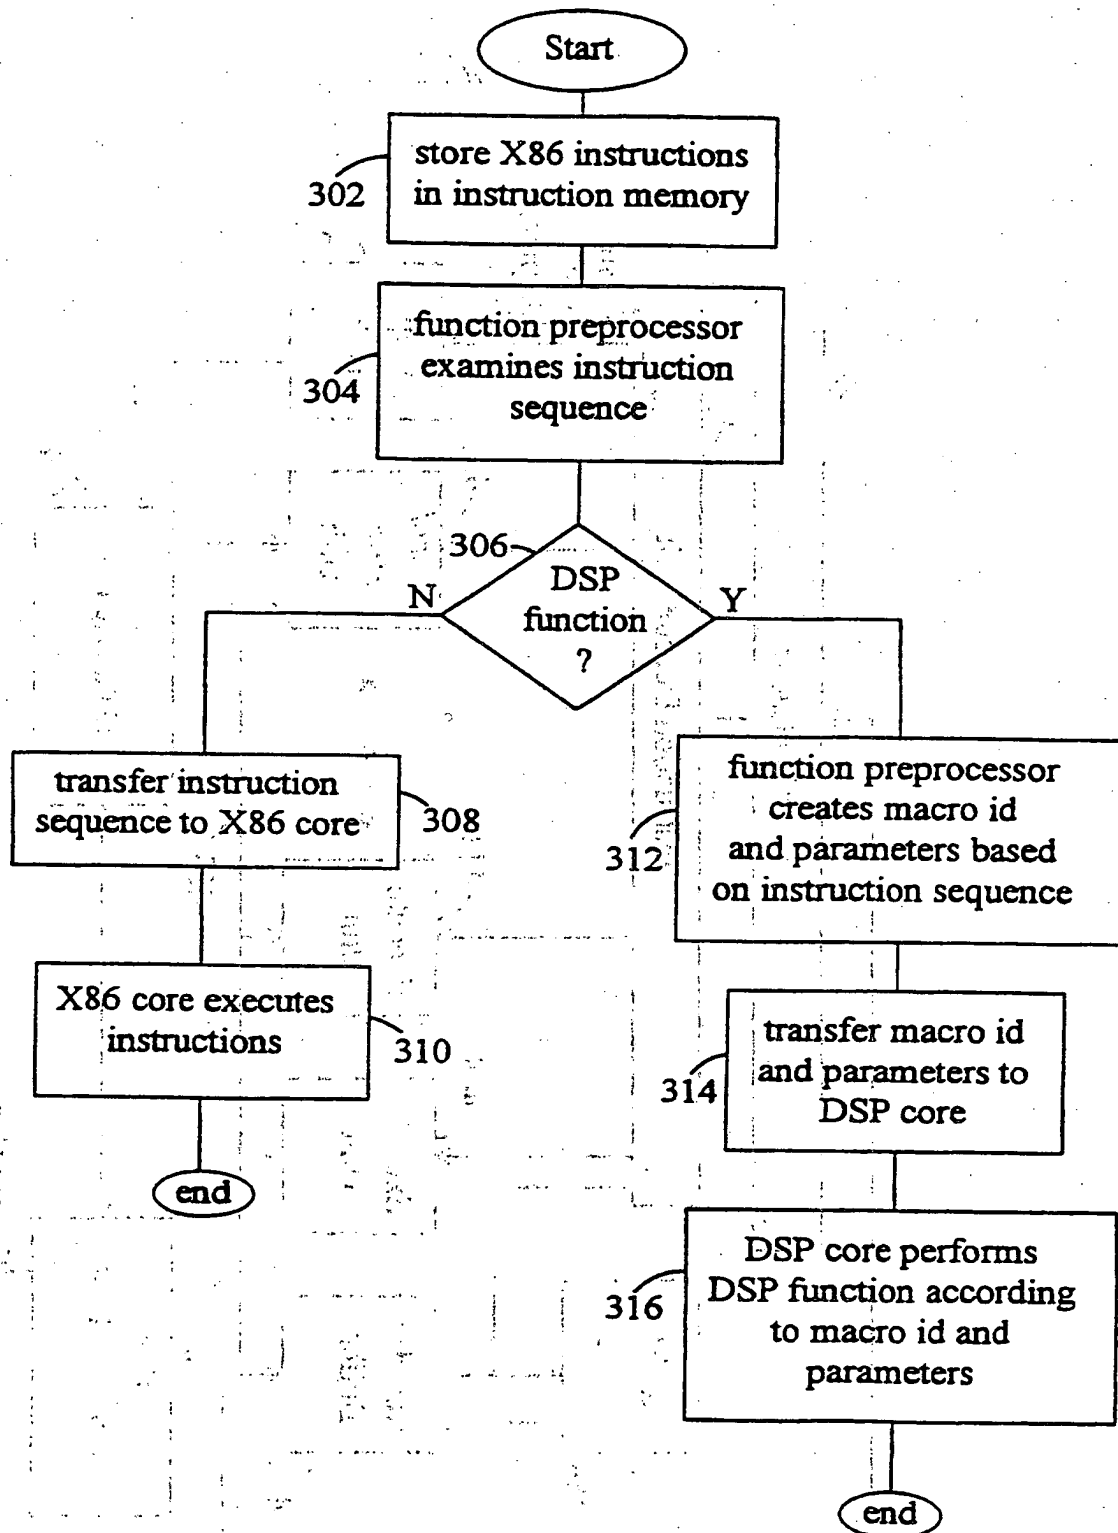 Start
store X86 instructions
in instruction memory
302
function preprocessor
examines instruction
sequence
304
306
DSP
function
?
N
Y
transfer instruction
sequence to X86 core
308
X86 core executes
instructions
310
end
function preprocessor
creates macro id
and parameters based
on instruction sequence
312
transfer macro id
and parameters to
DSP core
314
DSP core performs
DSP function according
to macro id and
parameters
316
end